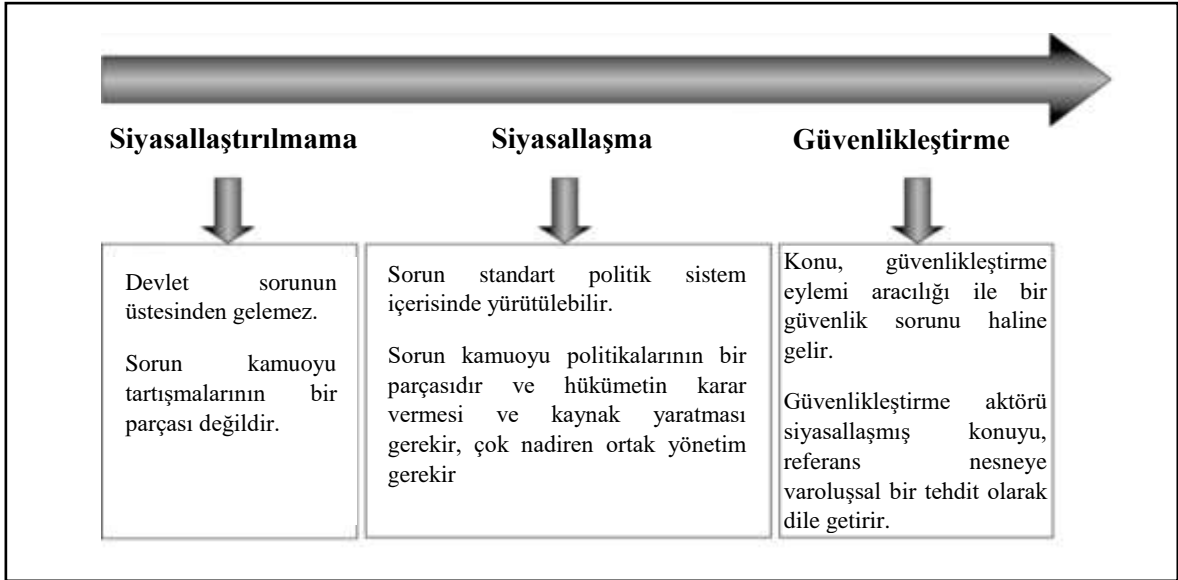 Siyasallaştırılmama
Siyasallaşma
Güvenlikleştirme
Devlet sorunun
üstesinden gelemez.
Sorun kamuoyu
tartışmalarının bir
parçası değildir.
Sorun standart politik sistem
içerisinde yürütülebilir.
Sorun kamuoyu politikalarının bir
parçasıdır ve hükümetin karar
vermesi ve kaynak yaratması
gerekir, çok nadiren ortak yönetim
gerekir
Konu, güvenlikleştirme
eylemi aracılığı ile bir
güvenlik sorunu haline
gelir.
Güvenlikleştirme aktörü
siyasallaşmış konuyu,
referans nesneye
varoluşsal bir tehdit olarak
dile getirir.